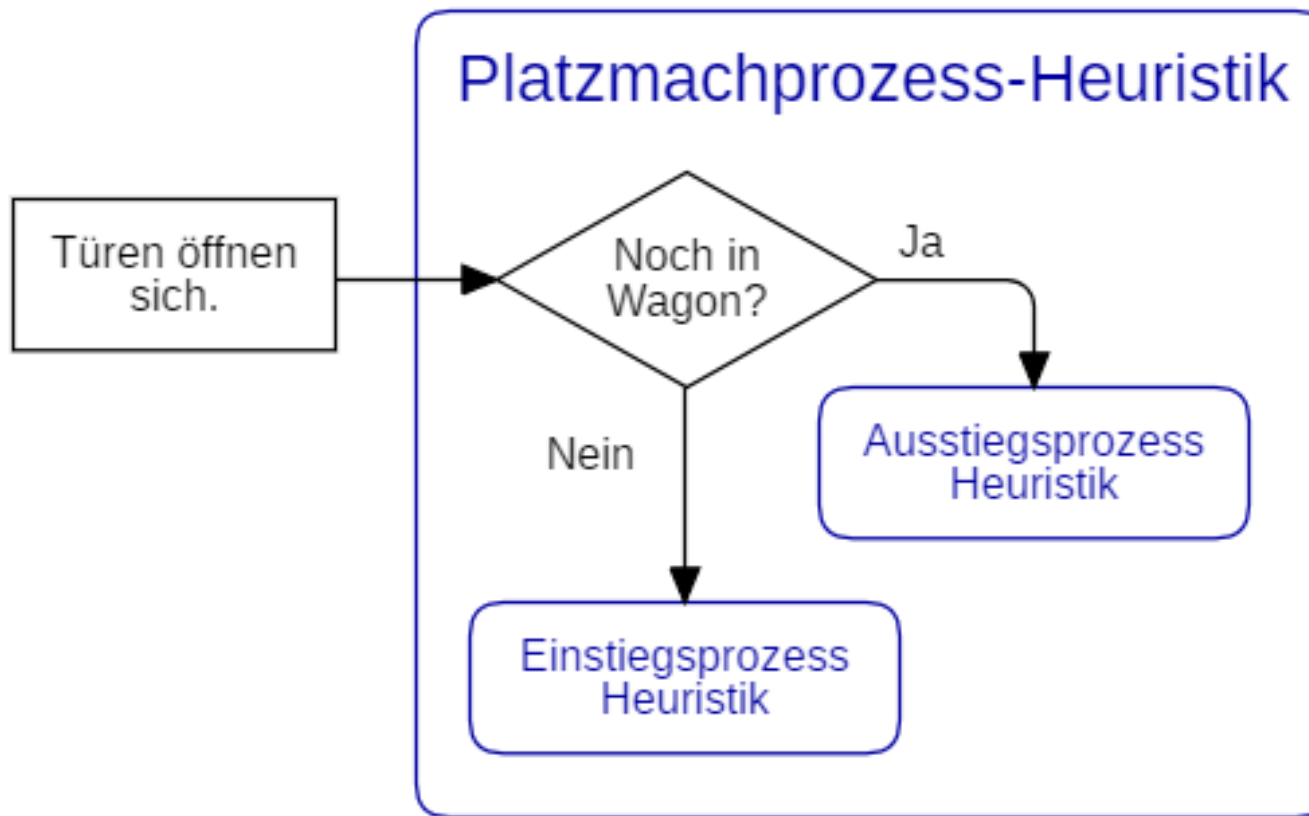 Platzmachprozess-Heuristik
Türen öffnen
sich.
Noch in
Wagon?
Ja
Nein
Ausstiegsprozess
Heuristik
Einstiegsprozess
Heuristik